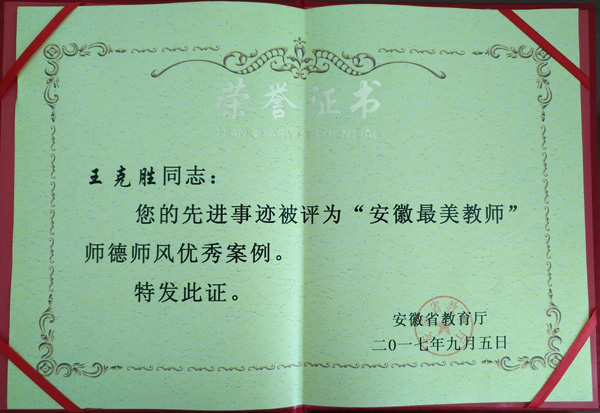 荣誉证书
HONORARY CREDENTIAL
王克胜同志：
您的先进事迹被评为“安徽最美教师”
师德师风优秀案例。
特发此证。
安徽省教育厅
二〇一七年九月五日